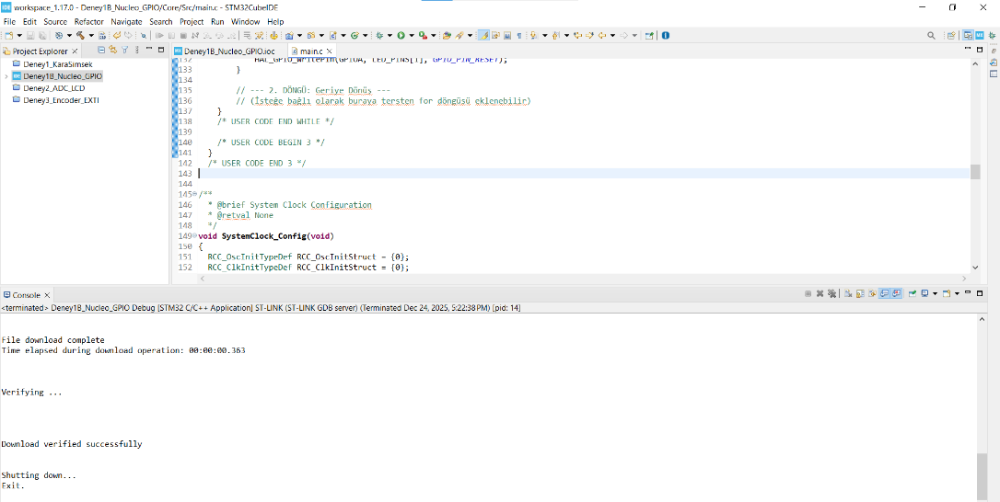 workspace_1.17.0 - Deney1B_Nucleo_GPIO/Core/Src/main.c - STM32CubeIDE
File Edit Source Refactor Navigate Search Project Run Window Help
Project Explorer
Deney1_KaraSimsek
Deney1B_Nucleo_GPIO
Deney2_ADC_LCD
Deney3_Encoder_EXTI
Deney1B_Nucleo_GPIO.ioc main.c
132 HAL_GPIO_WritePin(GPIOA, LED_PINS[i], GPIO_PIN_RESET);
133 }
134
135 // --- 2. DÖNGÜ: Geriye Dönüş ---
136 // (İsteğe bağlı olarak buraya tersten for döngüsü eklenebilir)
137 }
138 /* USER CODE END WHILE */
139
140 /* USER CODE BEGIN 3 */
141 }
142 /* USER CODE END 3 */
143
144
145 /**
146 * @brief System Clock Configuration
147 * @retval None
148 */
149 void SystemClock_Config(void)
150 {
151 RCC_OscInitTypeDef RCC_OscInitStruct = {0};
152 RCC_ClkInitTypeDef RCC_ClkInitStruct = {0};
Console
<terminated> Deney1B_Nucleo_GPIO Debug [STM32 C/C++ Application] ST-LINK (ST-LINK GDB server) (Terminated Dec 24, 2025, 5:22:38 PM) [pid: 14]
File download complete
Time elapsed during download operation: 00:00:00.363
Verifying ...
Download verified successfully
Shutting down...
Exit.